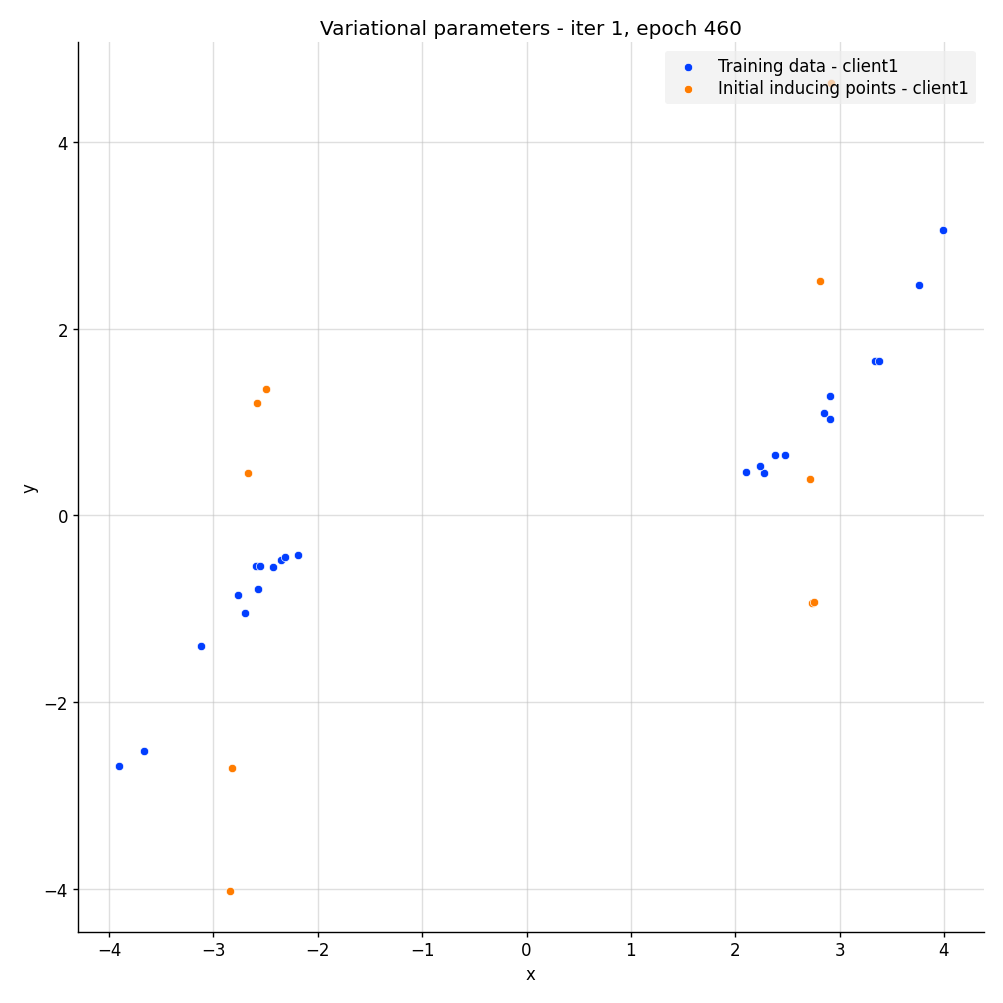 Variational parameters - iter 1, epoch 460
Training data - client1
Initial inducing points - client1
4
2
0
−2
−4
y
−4 −3 −2 −1 0 1 2 3 4
x